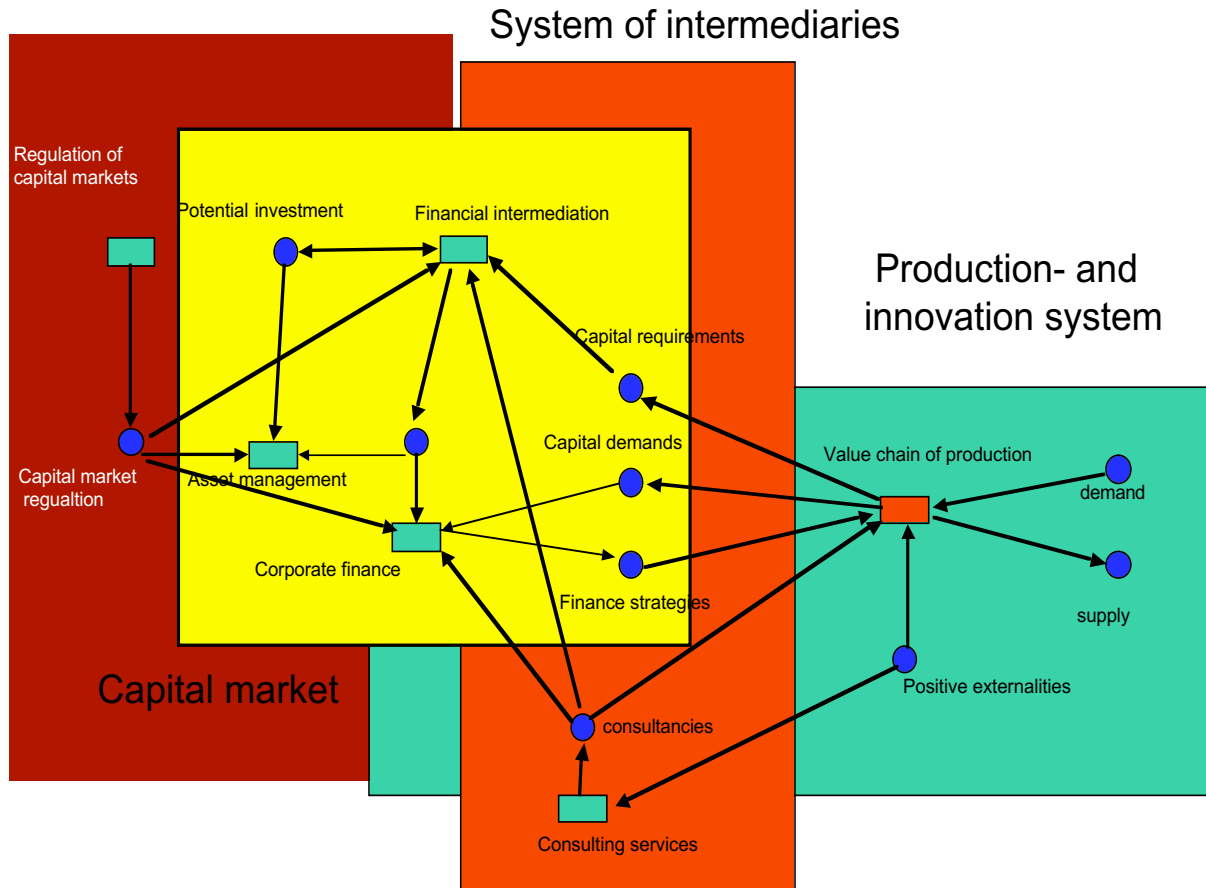 System of intermediaries
Regulation of
capital markets
Potential investment
Financial intermediation
Production- and
innovation system
Capital requirements
Capital demands
Value chain of production
Capital market
regualtion
Asset management
demand
Corporate finance
Finance strategies
supply
Capital market
Positive externalities
consultancies
Consulting services